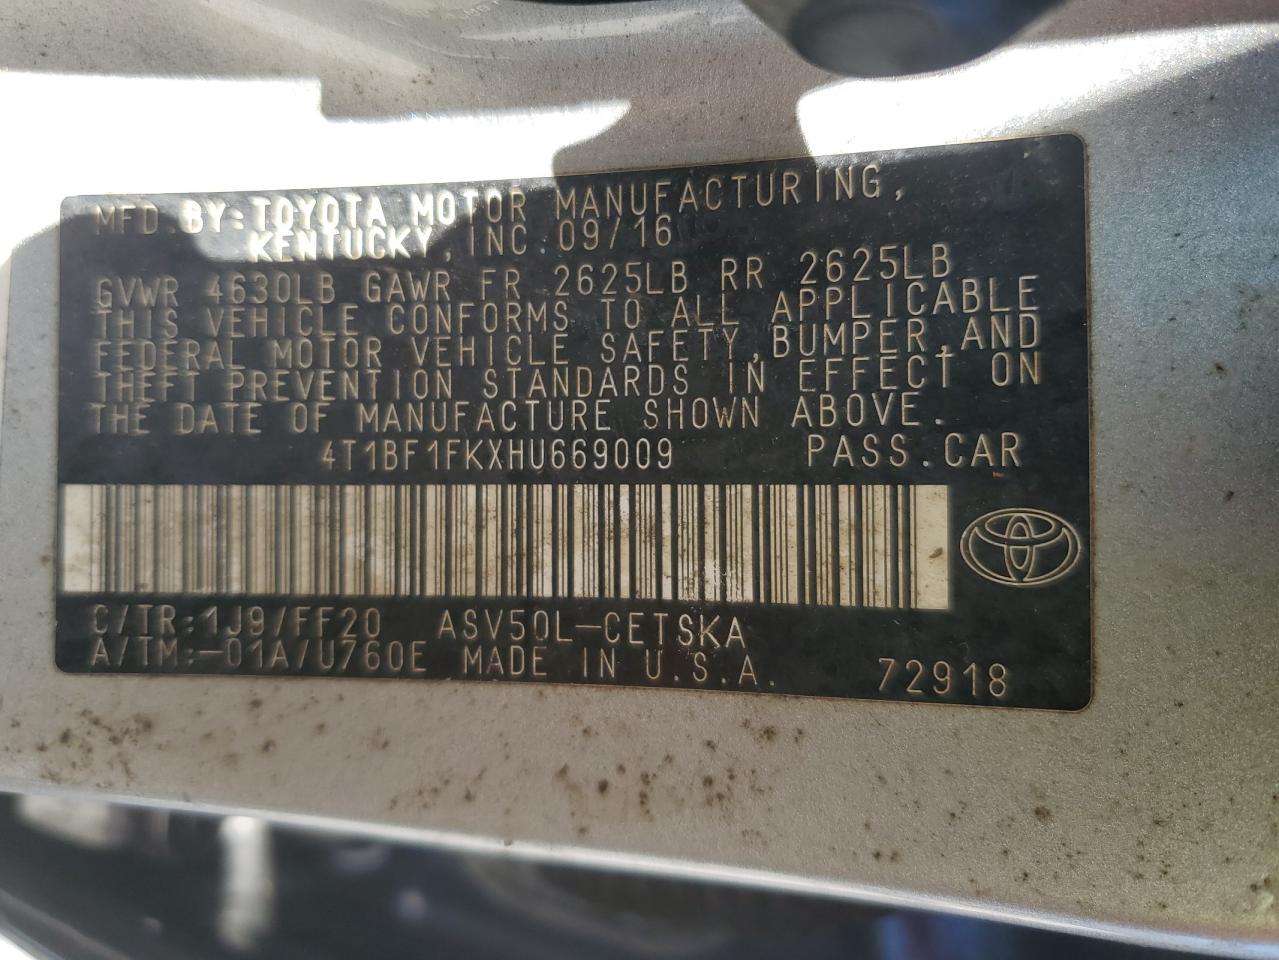 MFD BY:TOYOTA MOTOR MANUFACTURING,
KENTUCKY,INC.09/16
GVWR 4630LB GAWR FR 2625LB RR 2625LB
THIS VEHICLE CONFORMS TO ALL APPLICABLE
FEDERAL MOTOR VEHICLE SAFETY,BUMPER,AND
THEFT PREVENTION STANDARDS IN EFFECT ON
THE DATE OF MANUFACTURE SHOWN ABOVE.
4T1BF1FKXHU669009 PASS.CAR
C/TR:1J9/FF20 ASV50L-CETSKA
A/TM:-01A/U760E MADE IN U.S.A. 72918